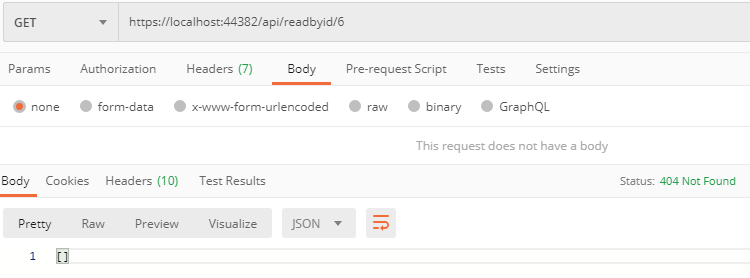 GET https://localhost:44382/api/readbyid/6
Params Authorization Headers (7) Body Pre-request Script Tests Settings
none form-data x-www-form-urlencoded raw binary GraphQL
This request does not have a body
Body Cookies Headers (10) Test Results Status: 404 Not Found
Pretty Raw Preview Visualize JSON
1 []